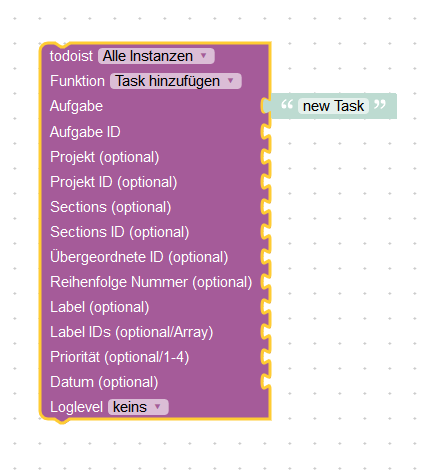 todoist Alle Instanzen
Funktion Task hinzufügen
Aufgabe “ new Task ”
Aufgabe ID
Projekt (optional)
Projekt ID (optional)
Sections (optional)
Sections ID (optional)
Übergeordnete ID (optional)
Reihenfolge Nummer (optional)
Label (optional)
Label IDs (optional/Array)
Priorität (optional/1-4)
Datum (optional)
Loglevel keins